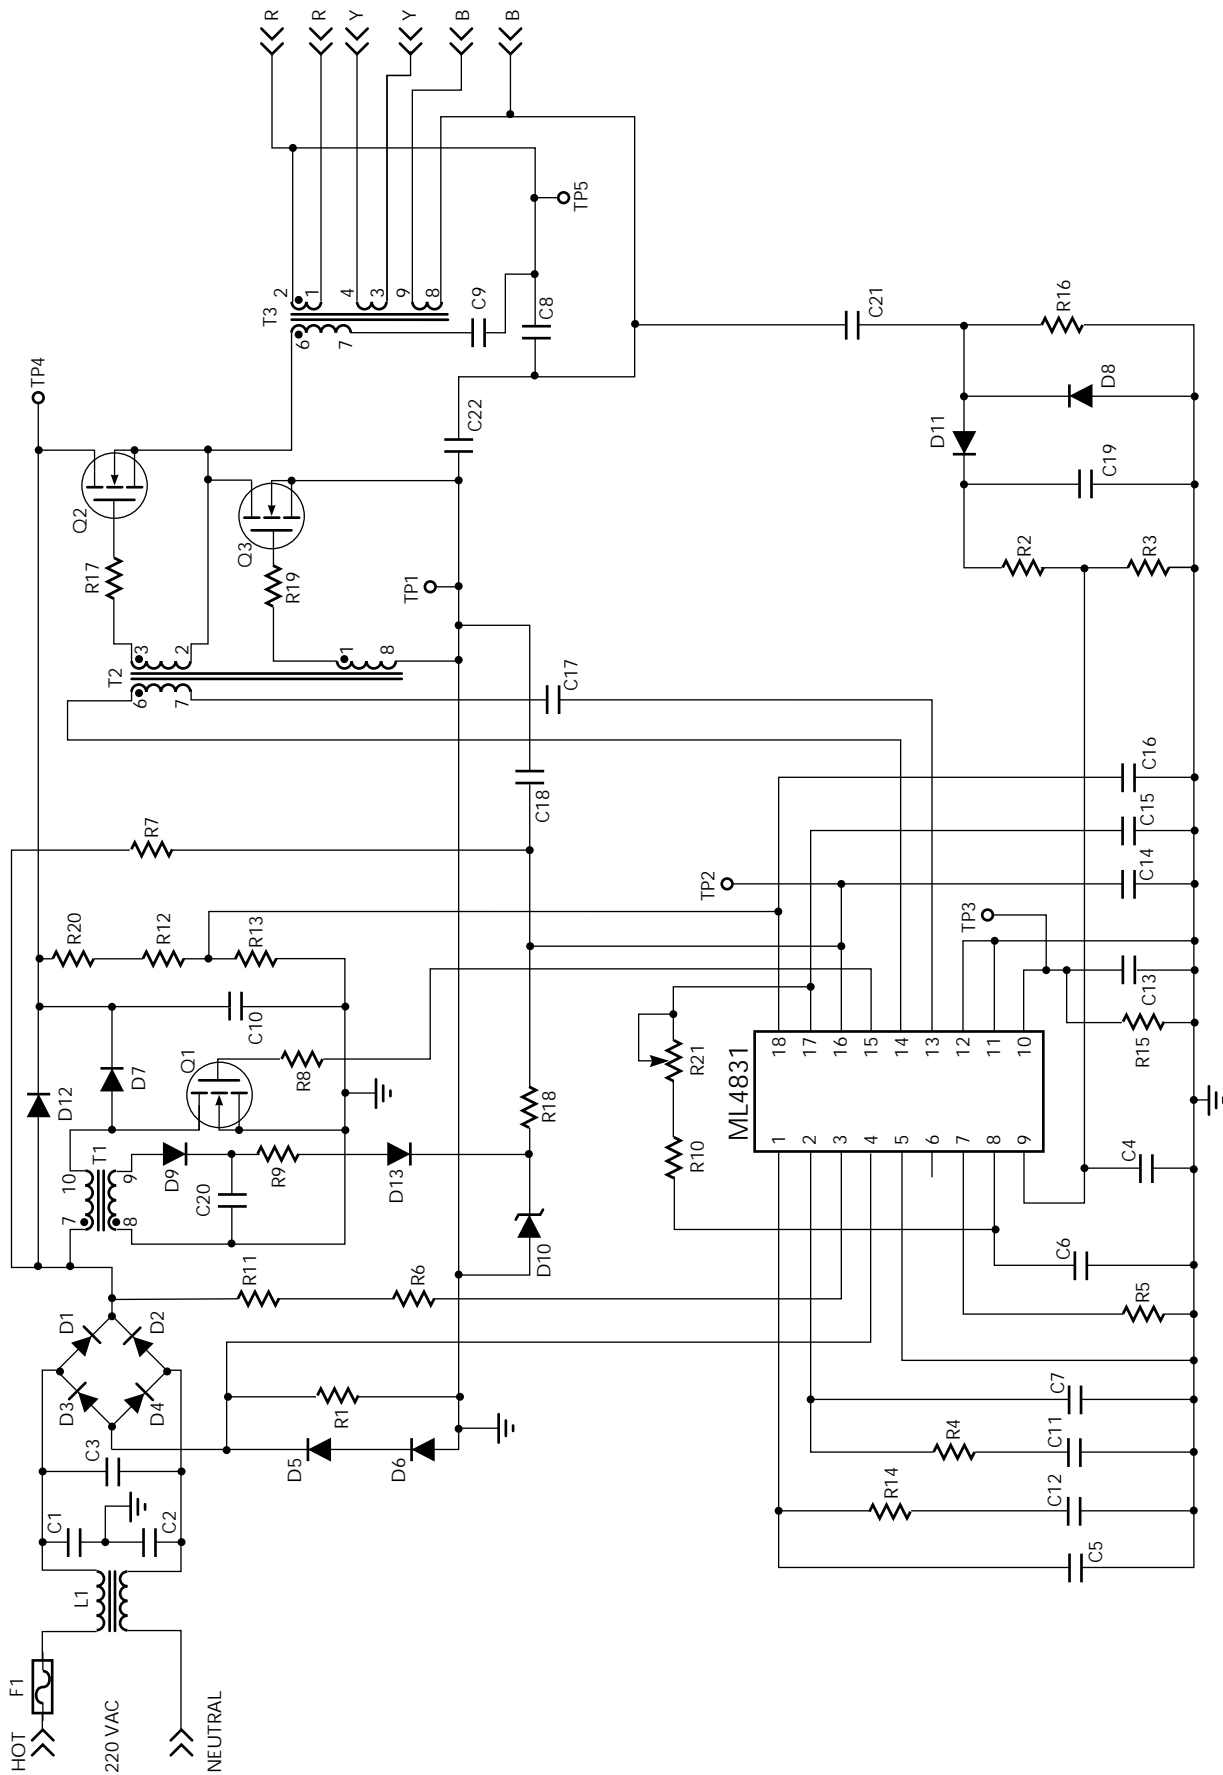 HOT
F1
220 VAC
NEUTRAL
L1
C1
C2
C3
D1
D2
D3
D4
D5
D6
R1
R11
R6
T1
7
10
8
9
D12
D7
D9
C20
R9
D13
Q1
R8
C10
R20
R12
R13
R7
D10
R18
C18
T2
6
7
3
2
1
8
C17
R17
R19
Q2
Q3
TP4
TP1
C22
T3
6
7
2
1
4
3
9
8
C9
C8
TP5
R
R
Y
Y
B
B
ML4831
1
2
3
4
5
6
7
8
9
18
17
16
15
14
13
12
11
10
R10
R21
TP2
TP3
C5
C12
R14
C11
R4
C7
R5
C6
C4
R15
C13
C14
C15
C16
R2
R3
C19
D11
D8
R16
C21